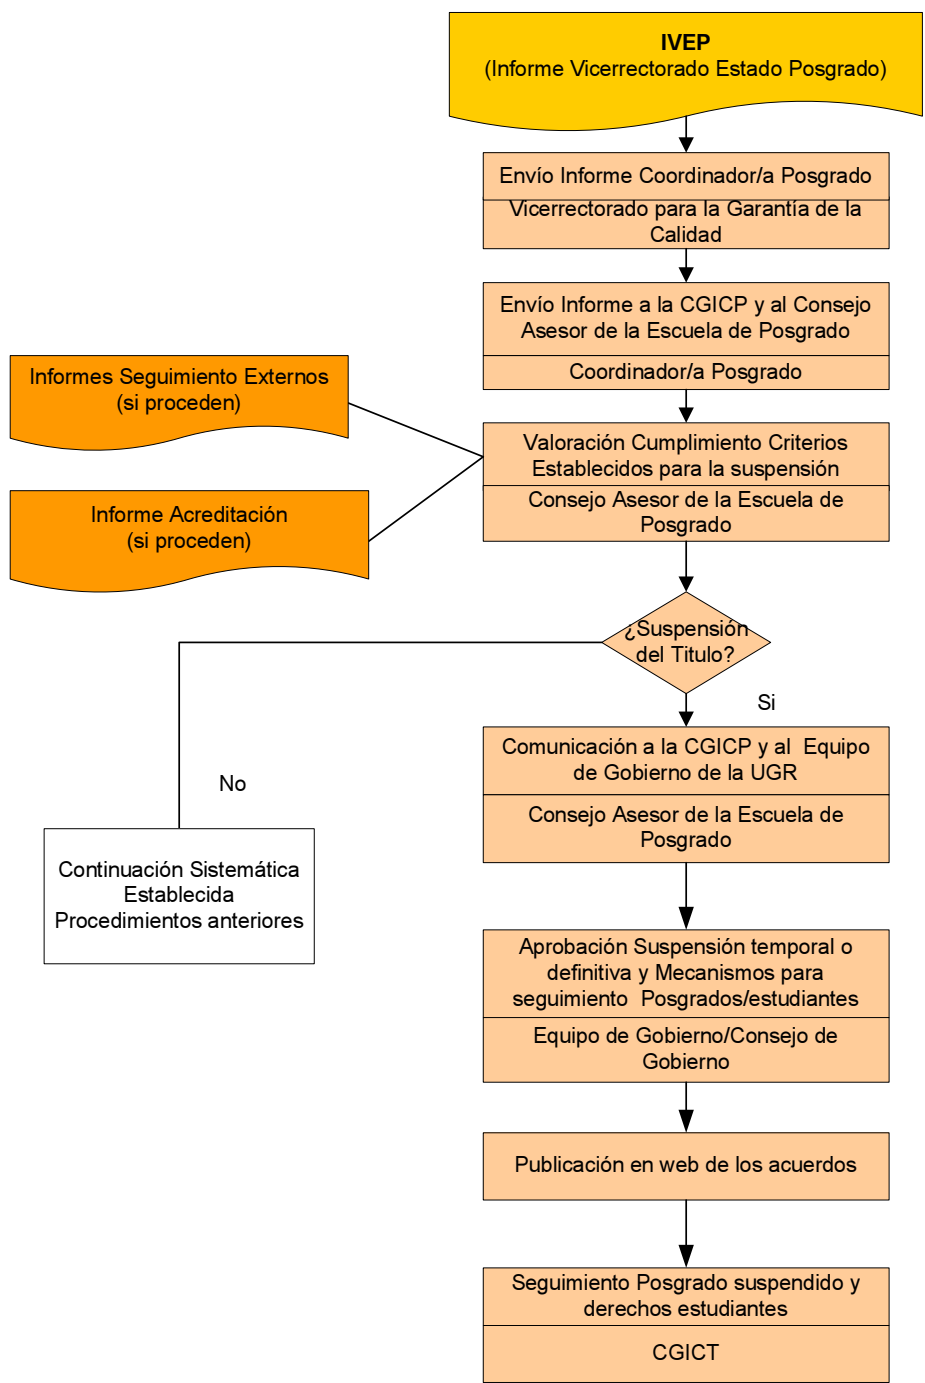 IVEP
(Informe Vicerrectorado Estado Posgrado)
Envío Informe Coordinador/a Posgrado
Vicerrectorado para la Garantía de la
Calidad
Envío Informe a la CGICP y al Consejo
Asesor de la Escuela de Posgrado
Coordinador/a Posgrado
Informes Seguimiento Externos
(si proceden)
Valoración Cumplimiento Criterios
Establecidos para la suspensión
Consejo Asesor de la Escuela de
Posgrado
Informe Acreditación
(si proceden)
¿Suspensión
del Titulo?
Si
Comunicación a la CGICP y al  Equipo
de Gobierno de la UGR
Consejo Asesor de la Escuela de
Posgrado
No
Continuación Sistemática
Establecida
Procedimientos anteriores
Aprobación Suspensión temporal o
definitiva y Mecanismos para
seguimiento  Posgrados/estudiantes
Equipo de Gobierno/Consejo de
Gobierno
Publicación en web de los acuerdos
Seguimiento Posgrado suspendido y
derechos estudiantes
CGICT